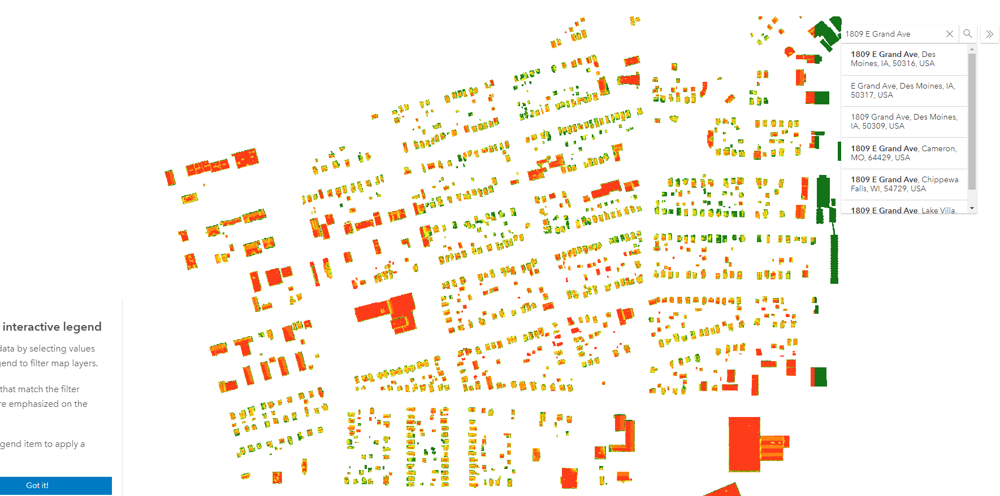 1809 E Grand Ave
1809 E Grand Ave, Des
Moines, IA, 50316, USA
E Grand Ave, Des Moines, IA,
50317, USA
1809 Grand Ave, Des Moines,
IA, 50309, USA
1809 E Grand Ave, Cameron,
MO, 64429, USA
1809 E Grand Ave, Chippewa
Falls, WI, 54729, USA
1809 E Grand Ave, Lake Villa,
interactive legend
data by selecting values
gend to filter map layers.
that match the filter
re emphasized on the
gend item to apply a
Got it!